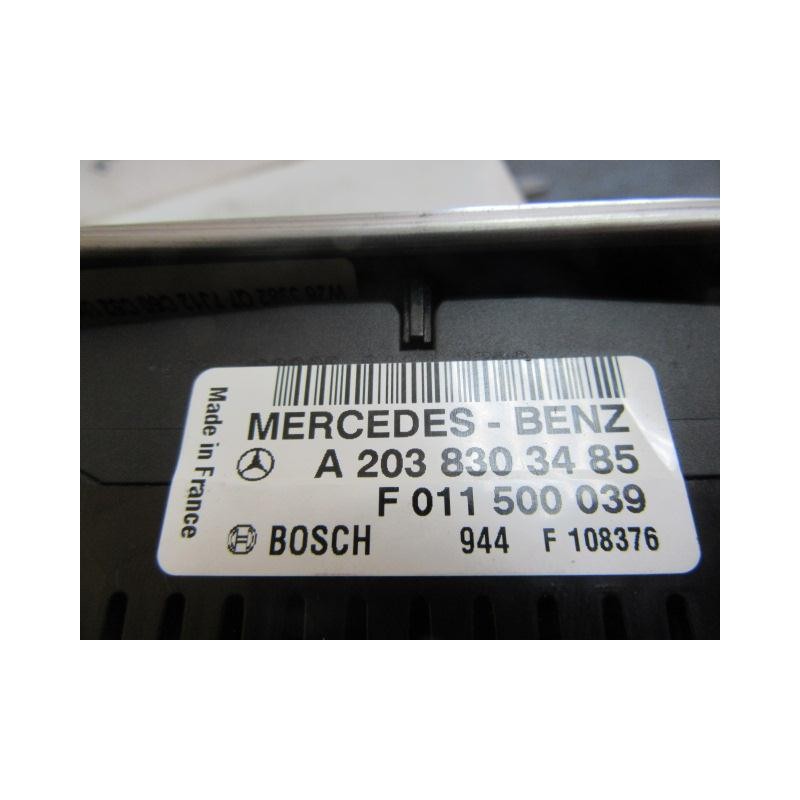 MERCEDES - BENZ
A 203 830 34 85
F 011 500 039
BOSCH 944 F 108376
Made in France